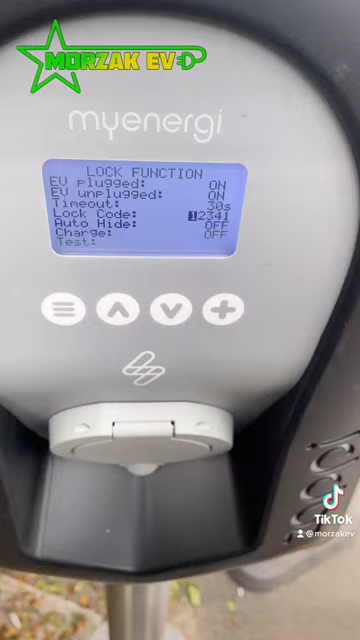 MORZAK EV
myenergi
LOCK FUNCTION
EV plugged: ON
EV unplugged: ON
Timeout: 30s
Lock Code: 12341
Auto Hide: OFF
Charge: OFF
Test:
TikTok
@morzakev